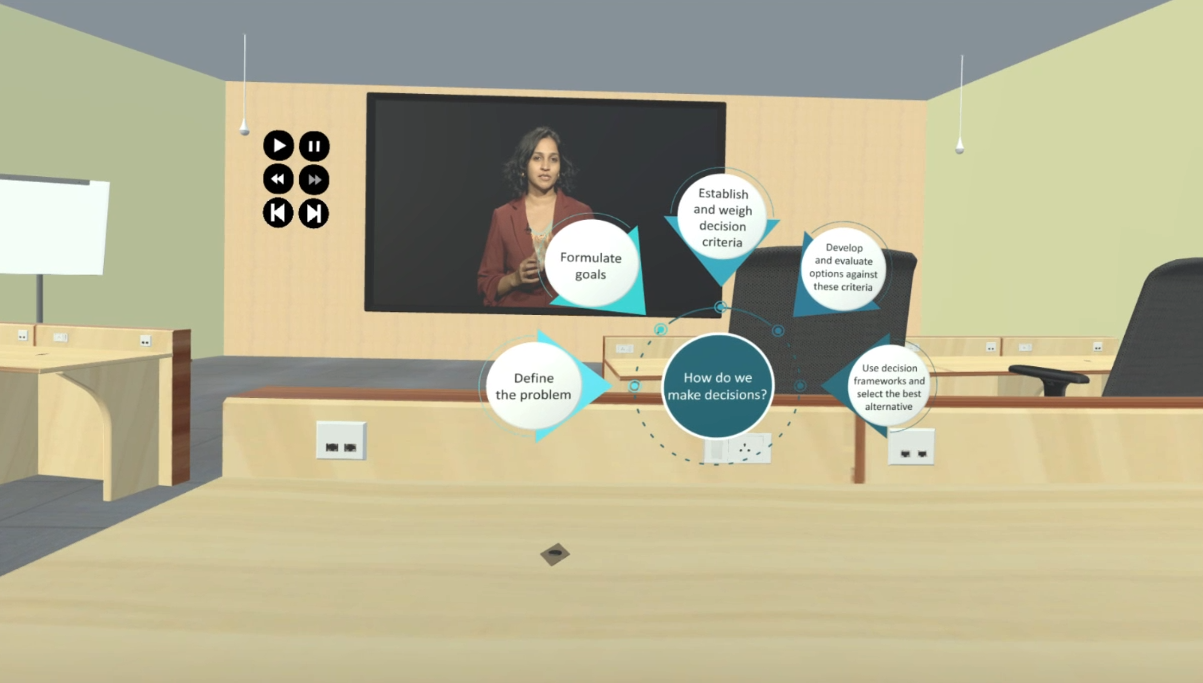 Establish
and weigh
decision
criteria
Formulate
goals
Develop
and evaluate
options against
these criteria
Define
the problem
How do we
make decisions?
Use decision
frameworks and
select the best
alternative